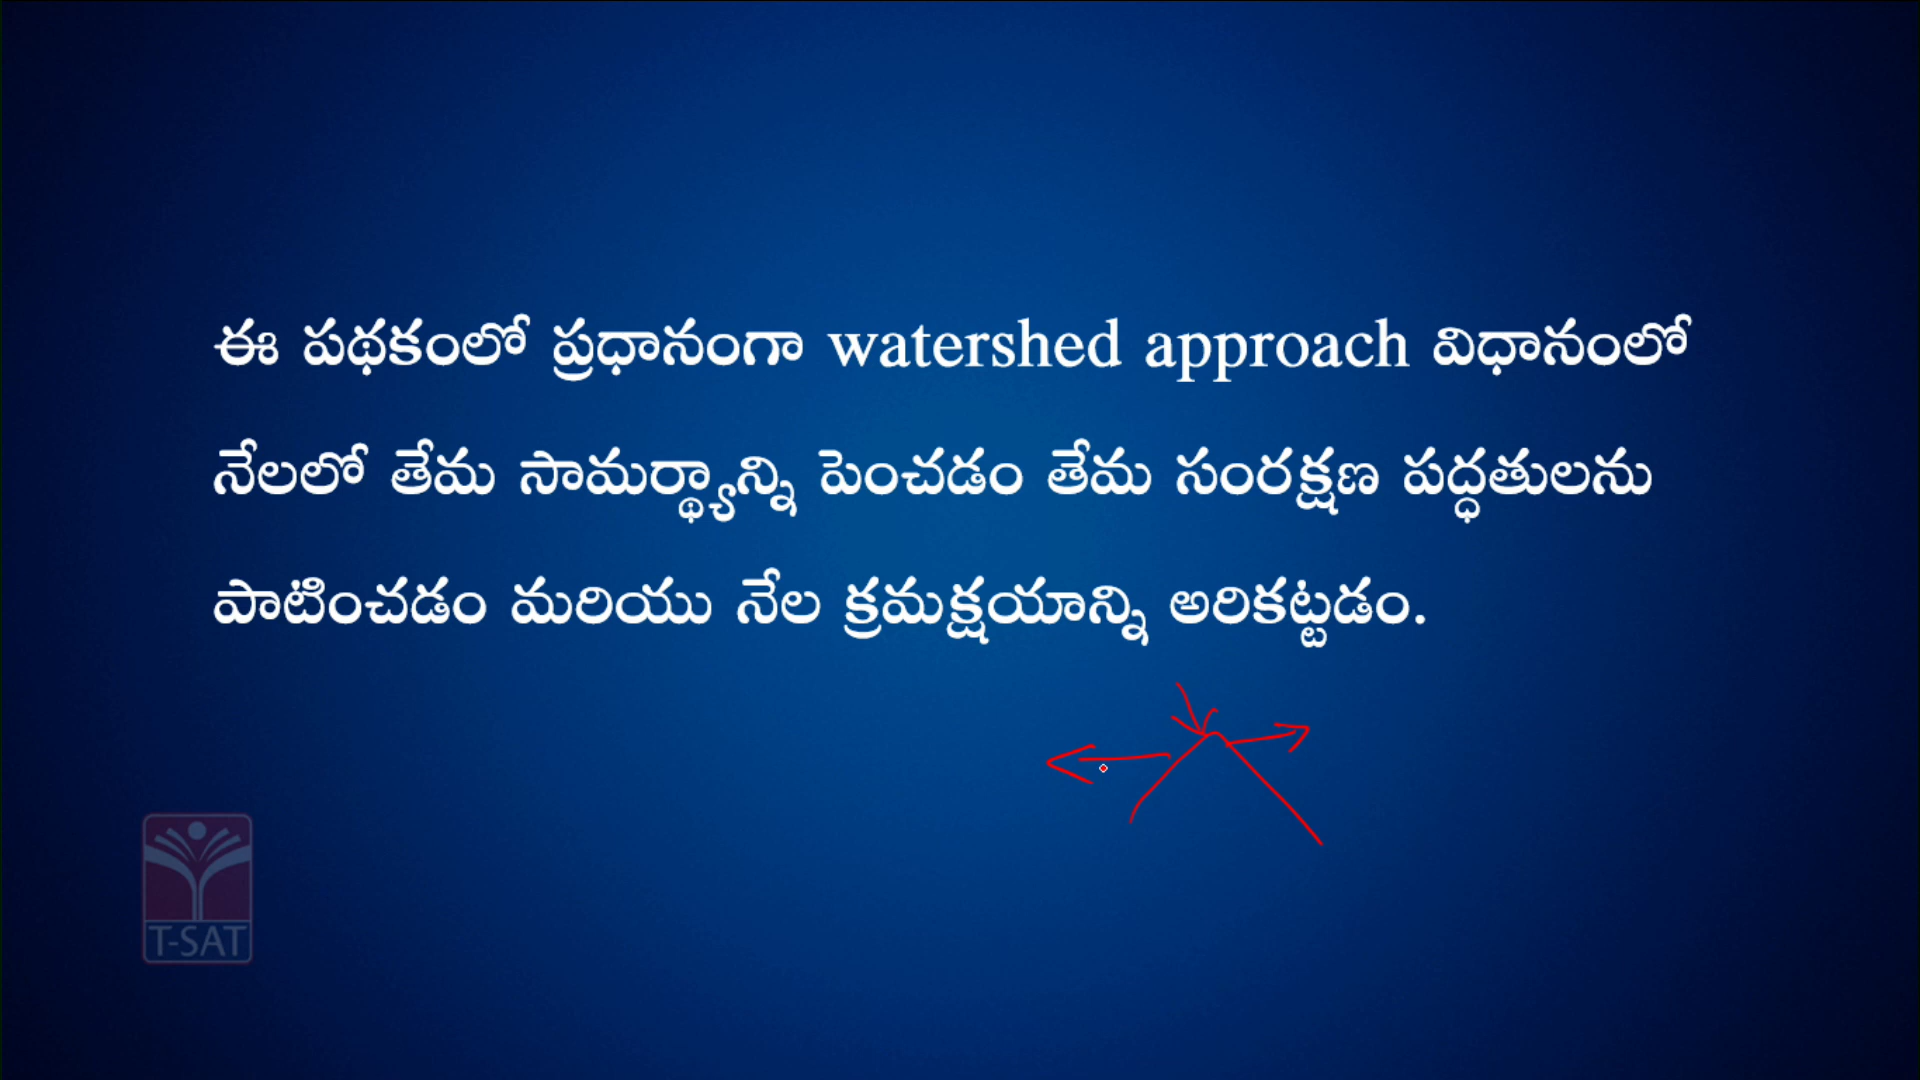 ఈ పథకంలో ప్రధానంగా watershed approach విధానంలో
నేలలో తేమ సామర్థ్యాన్ని పెంచడం తేమ సంరక్షణ పద్ధతులను
పాటించడం మరియు నేల క్రమక్షయాన్ని అరికట్టడం.
T-SAT